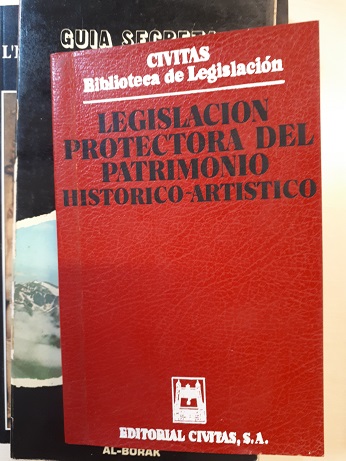 GUIA SECRETA
CIVITAS
Biblioteca de Legislación
LEGISLACION
PROTECTORA DEL
PATRIMONIO
HISTORICO-ARTISTICO
EDITORIAL CIVITAS, S.A.
AL-BORAK